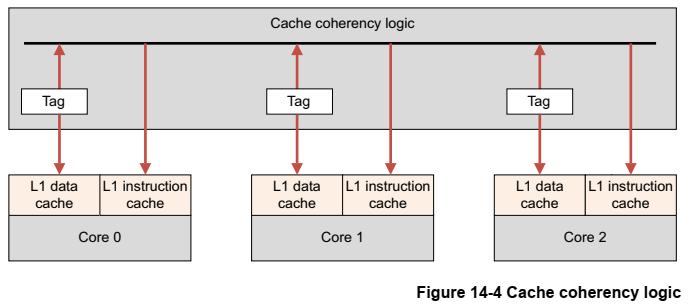 Cache coherency logic
Tag
Tag
Tag
L1 data
cache
L1 instruction
cache
L1 data
cache
L1 instruction
cache
L1 data
cache
L1 instruction
cache
Core 0
Core 1
Core 2
Figure 14-4 Cache coherency logic